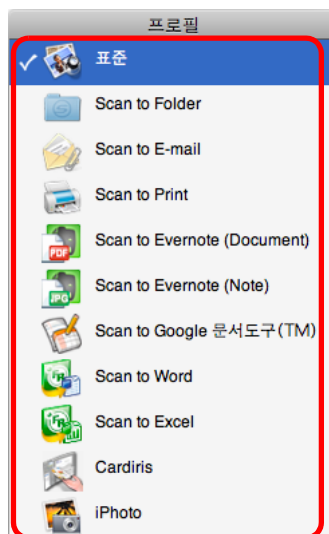 프로필
표준
Scan to Folder
Scan to E-mail
Scan to Print
PDF
Scan to Evernote (Document)
JPG
Scan to Evernote (Note)
Scan to Google 문서도구(TM)
Scan to Word
Scan to Excel
Cardiris
iPhoto